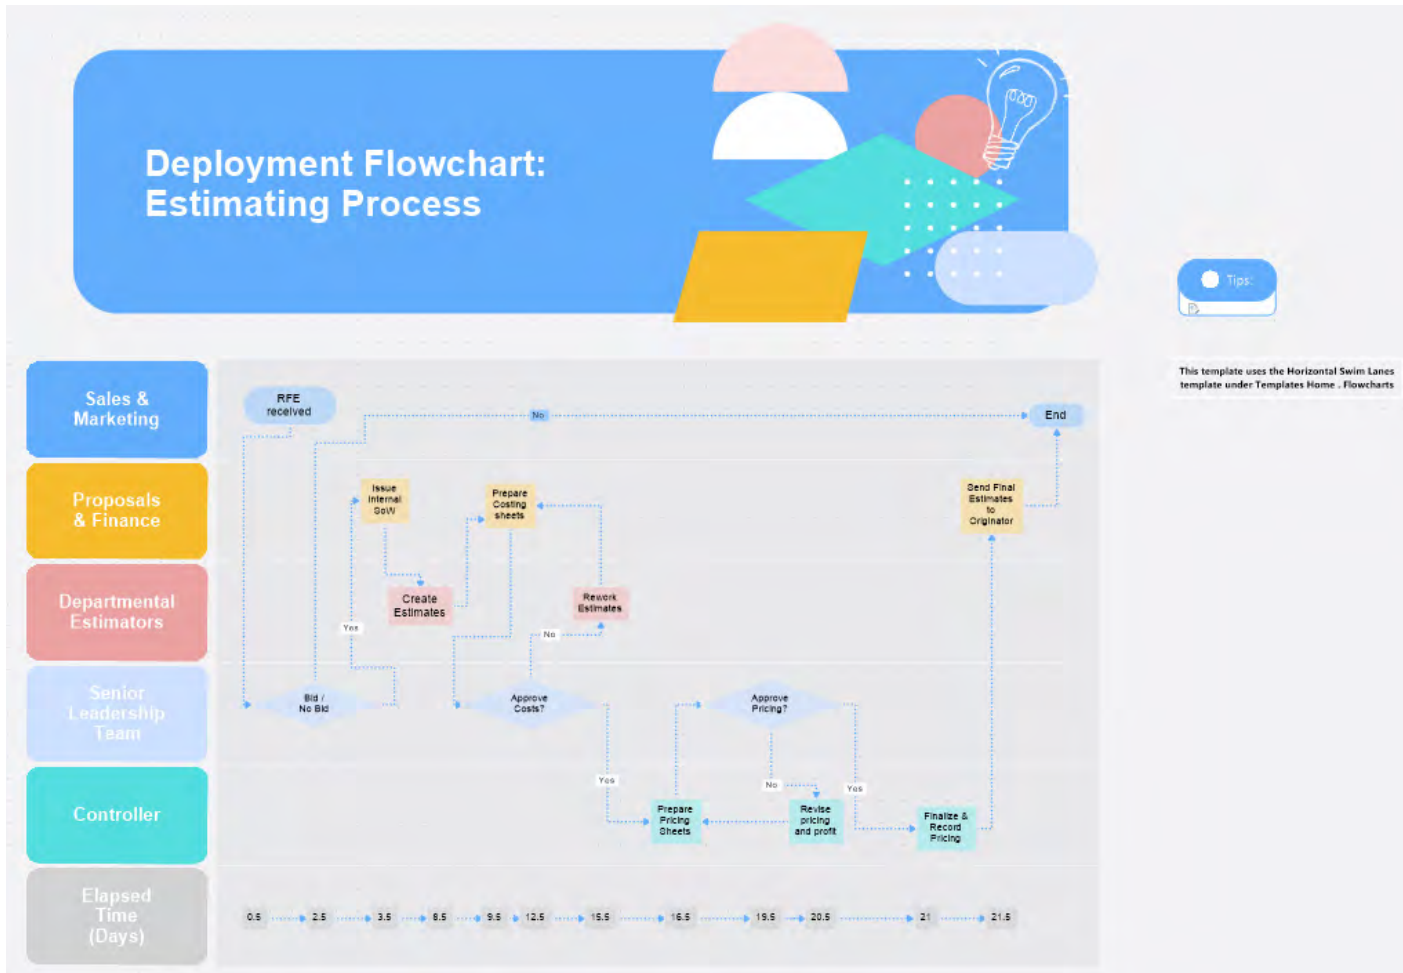 Deployment Flowchart:
Estimating Process
Tips:
This template uses the Horizontal Swim Lanes
template under Templates Home . Flowcharts
Sales &
Marketing
RFE
received
No
End
Proposals
& Finance
Issue
Internal
SoW
Prepare
Costing
sheets
Send Final
Estimates
to
Originator
Departmental
Estimators
Create
Estimates
Rework
Estimates
Yes
No
Senior
Leadership
Team
Bid /
No Bid
Approve
Costs?
Approve
Pricing?
Yes
No
Yes
Controller
Prepare
Pricing
Sheets
Revise
pricing
and profit
Finalize &
Record
Pricing
Elapsed
Time
(Days)
0.5
2.5
3.5
8.5
9.5
12.5
15.5
16.5
19.5
20.5
21
21.5